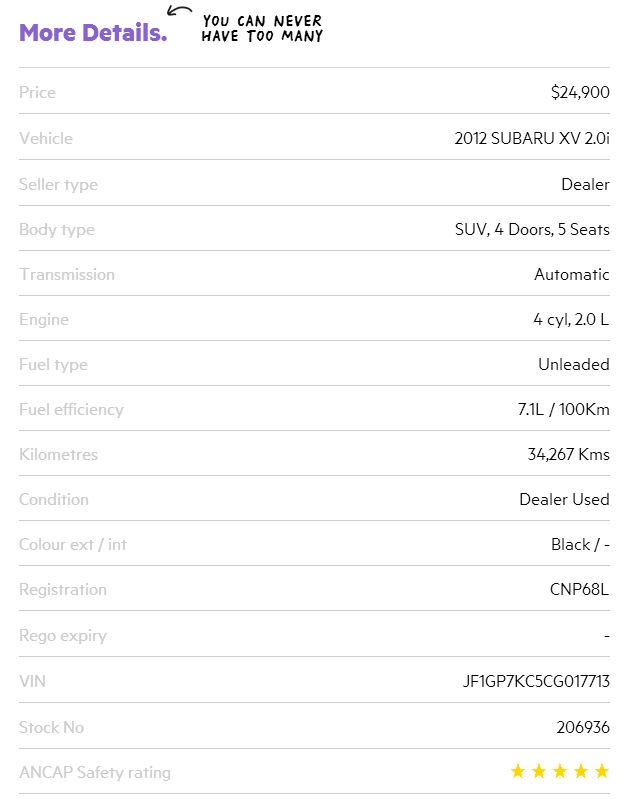 More Details.
YOU CAN NEVER
HAVE TOO MANY
Price $24,900
Vehicle 2012 SUBARU XV 2.0i
Seller type Dealer
Body type SUV, 4 Doors, 5 Seats
Transmission Automatic
Engine 4 cyl, 2.0 L
Fuel type Unleaded
Fuel efficiency 7.1L / 100Km
Kilometres 34,267 Kms
Condition Dealer Used
Colour ext / int Black / -
Registration CNP68L
Rego expiry -
VIN JF1GP7KC5CG017713
Stock No 206936
ANCAP Safety rating ★★★★★